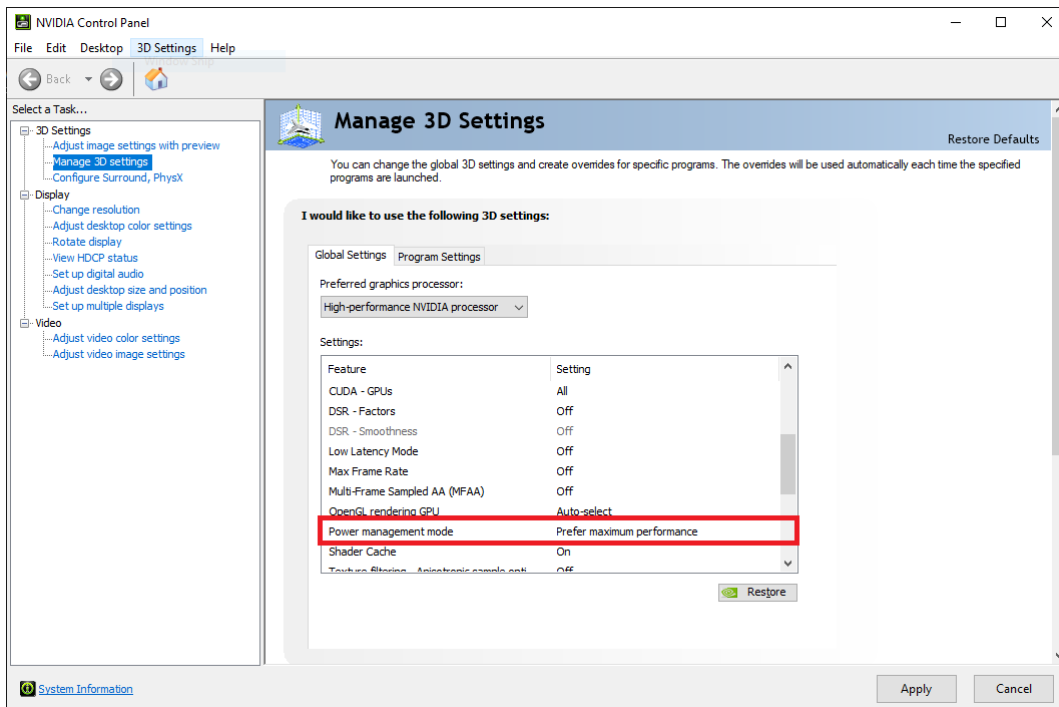 NVIDIA Control Panel
File Edit Desktop 3D Settings Help
Window Snip
Back
Select a Task...
3D Settings
Adjust image settings with preview
Manage 3D settings
Configure Surround, PhysX
Display
Change resolution
Adjust desktop color settings
Rotate display
View HDCP status
Set up digital audio
Adjust desktop size and position
Set up multiple displays
Video
Adjust video color settings
Adjust video image settings
System Information
Manage 3D Settings
Restore Defaults
You can change the global 3D settings and create overrides for specific programs. The overrides will be used automatically each time the specified
programs are launched.
I would like to use the following 3D settings:
Global Settings Program Settings
Preferred graphics processor:
High-performance NVIDIA processor
Settings:
Feature Setting
CUDA - GPUs All
DSR - Factors Off
DSR - Smoothness Off
Low Latency Mode Off
Max Frame Rate Off
Multi-Frame Sampled AA (MFAA) Off
OpenGL rendering GPU Auto-select
Power management mode Prefer maximum performance
Shader Cache On
Texture filtering - Anisotropic sample opti... Off
Restore
Apply Cancel